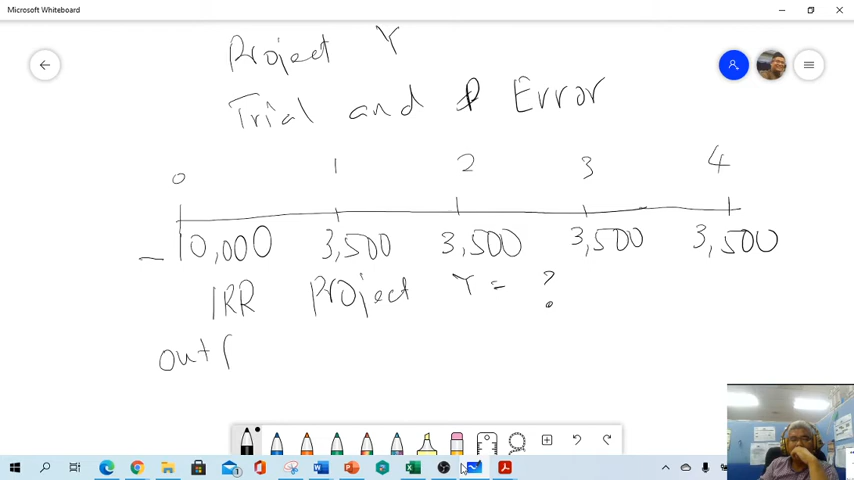 Microsoft Whiteboard
Project Y
Trial and Error
0 1 2 3 4
-10,000 3,500 3,500 3,500 3,500
IRR Project Y = ?
outf